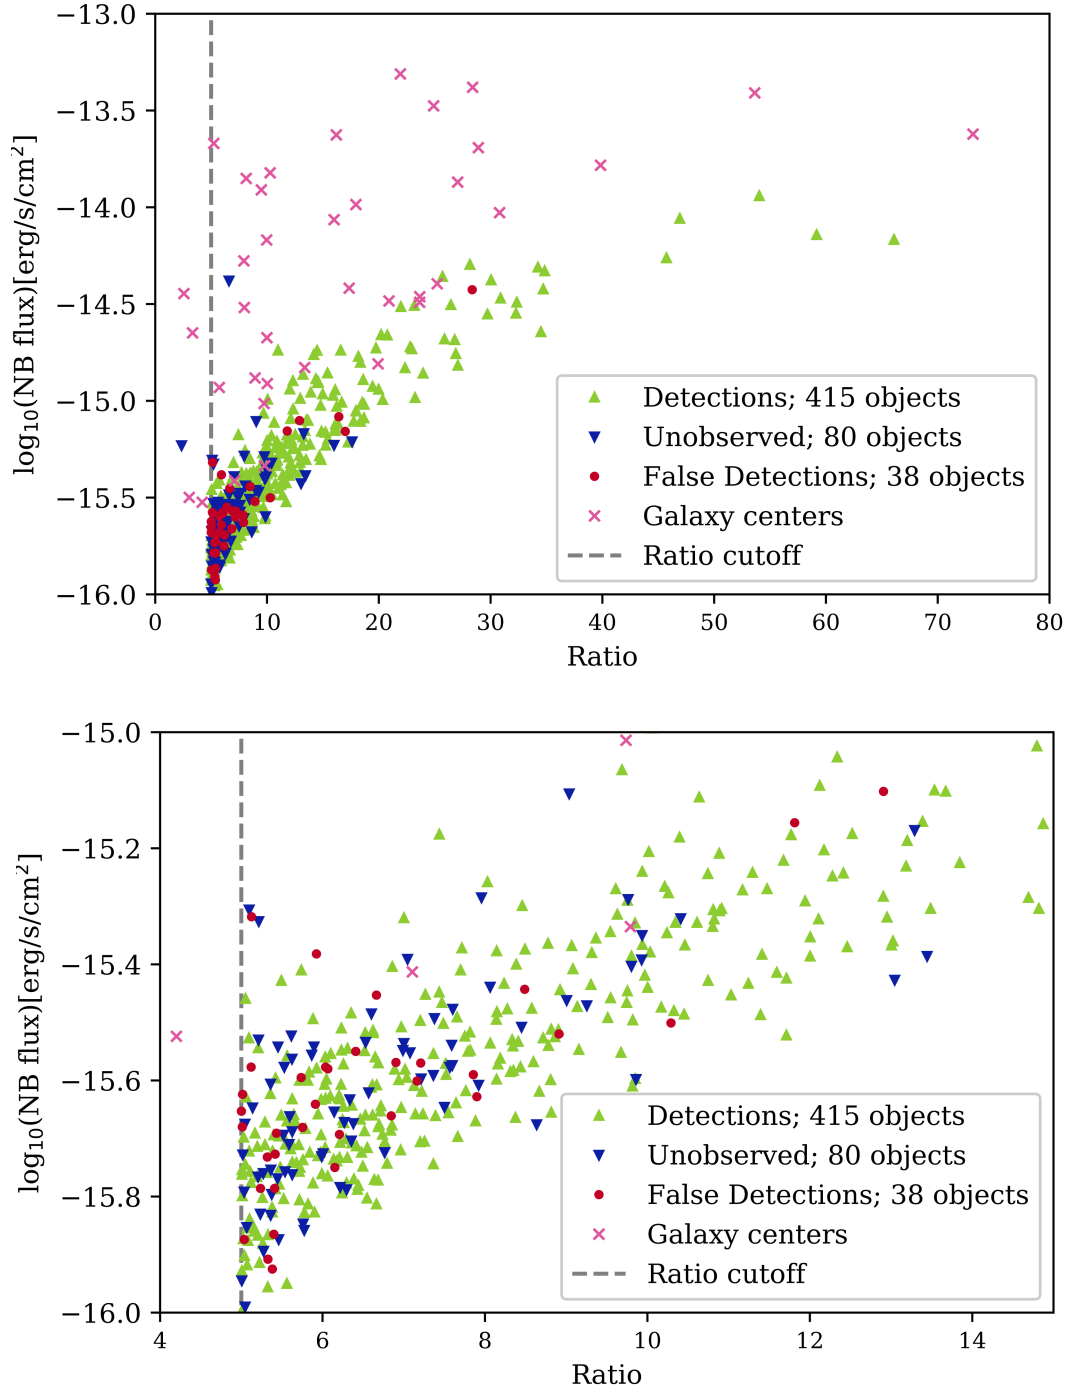 −13.0
−13.5
−14.0
−14.5
−15.0
−15.5
−16.0
log₁₀(NB flux)[erg/s/cm²]
Detections; 415 objects
Unobserved; 80 objects
False Detections; 38 objects
Galaxy centers
Ratio cutoff
0 10 20 30 40 50 60 70 80
Ratio
−15.0
−15.2
−15.4
−15.6
−15.8
−16.0
log₁₀(NB flux)[erg/s/cm²]
Detections; 415 objects
Unobserved; 80 objects
False Detections; 38 objects
Galaxy centers
Ratio cutoff
4 6 8 10 12 14
Ratio